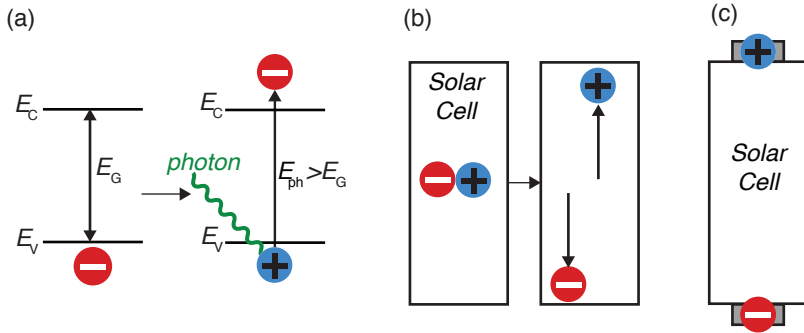 (a)
E_C
E_G
E_V
photon
E_C
E_ph>E_G
E_V
(b)
Solar
Cell
(c)
Solar
Cell